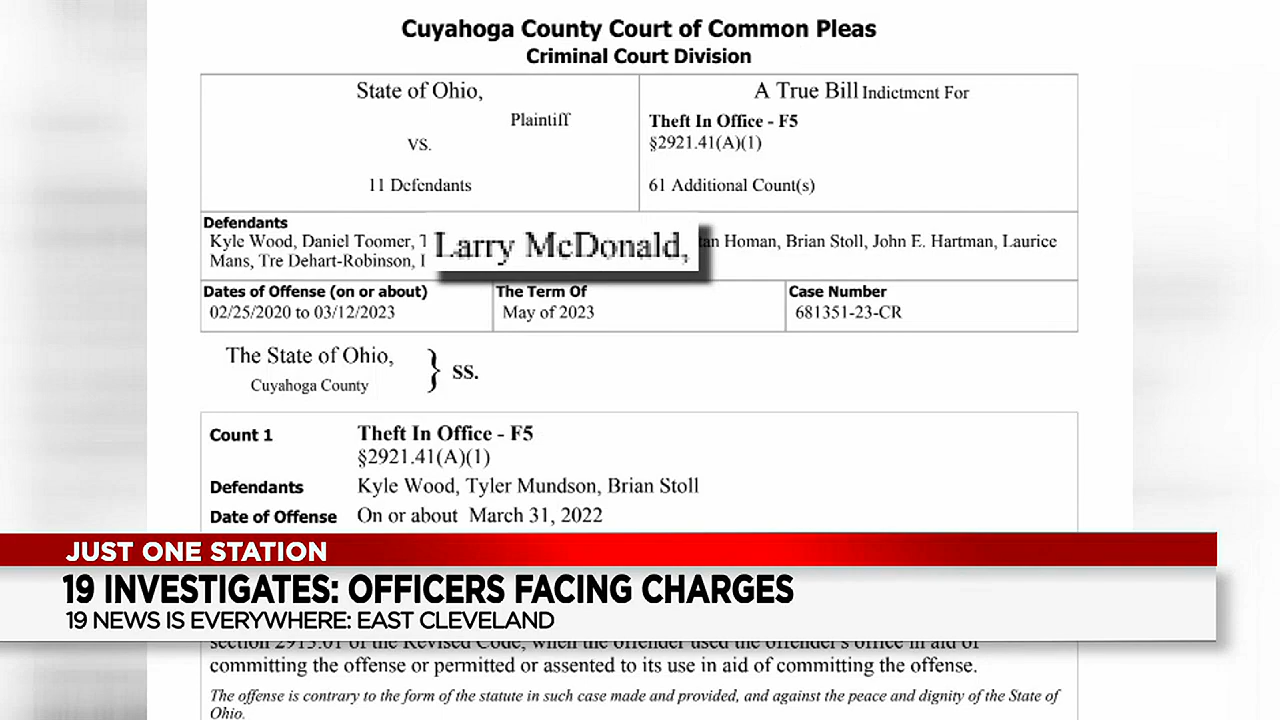 Cuyahoga County Court of Common Pleas
Criminal Court Division
State of Ohio,
Plaintiff
VS.
11 Defendants
A True Bill Indictment For
Theft In Office - F5
§2921.41(A)(1)
61 Additional Count(s)
Defendants
Kyle Wood, Daniel Toomer, Larry McDonald, Homan, Brian Stoll, John E. Hartman, Laurice
Mans, Tre Dehart-Robinson,
Dates of Offense (on or about)
02/25/2020 to 03/12/2023
The Term Of
May of 2023
Case Number
681351-23-CR
The State of Ohio,
Cuyahoga County
} SS.
Count 1
Theft In Office - F5
§2921.41(A)(1)
Defendants
Kyle Wood, Tyler Mundson, Brian Stoll
Date of Offense
On or about March 31, 2022
JUST ONE STATION
19 INVESTIGATES: OFFICERS FACING CHARGES
19 NEWS IS EVERYWHERE: EAST CLEVELAND
section 2913.01 of the Revised Code, when the offender used the offender's office in aid of
committing the offense or permitted or assented to its use in aid of committing the offense.
The offense is contrary to the form of the statute in such case made and provided, and against the peace and dignity of the State of
Ohio.